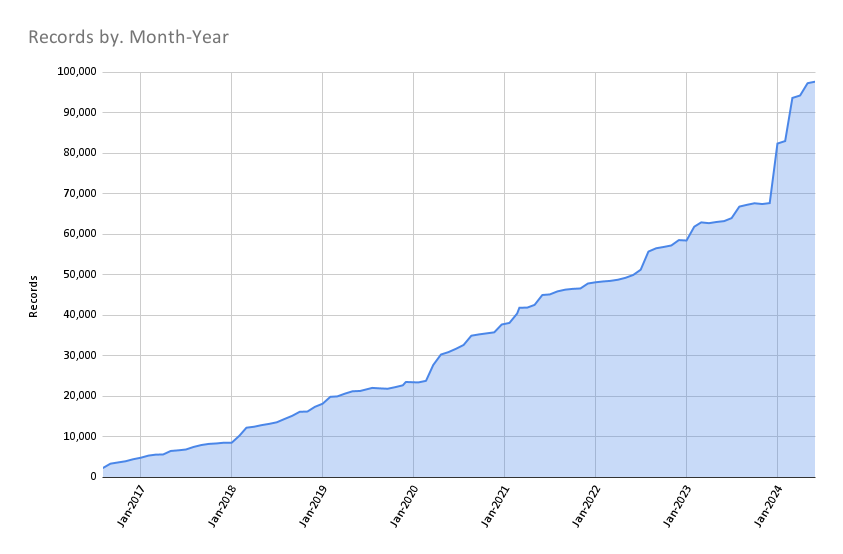 Records by. Month-Year
100,000
90,000
80,000
70,000
60,000
50,000
40,000
30,000
20,000
10,000
0
Records
Jan-2017
Jan-2018
Jan-2019
Jan-2020
Jan-2021
Jan-2022
Jan-2023
Jan-2024